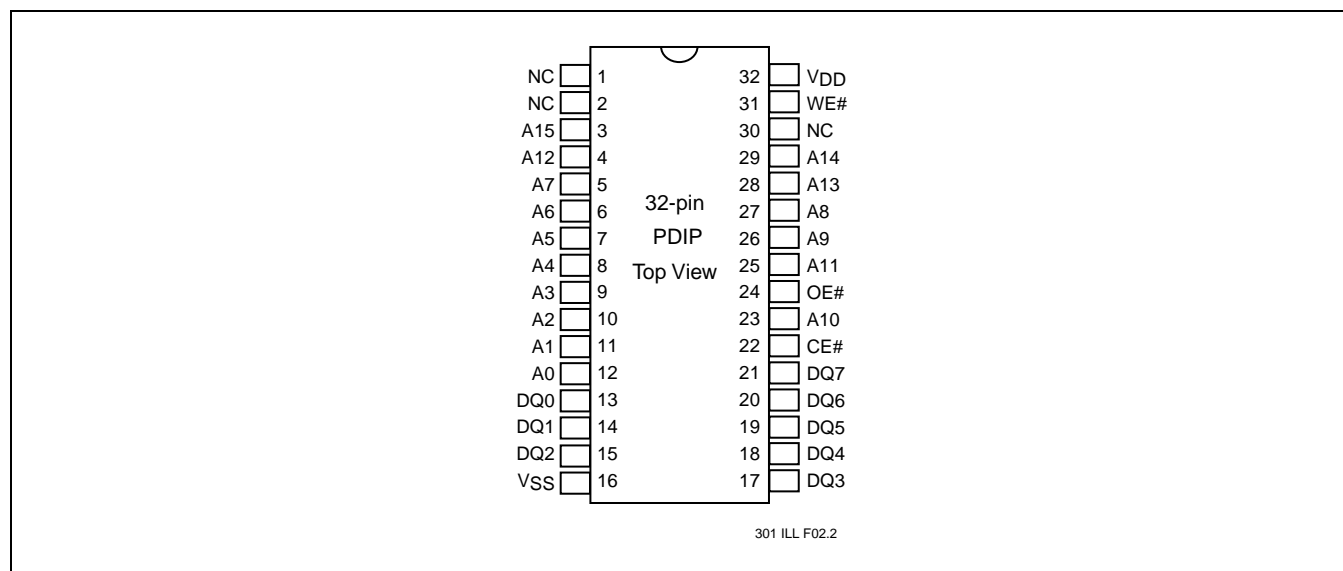 NC 1 32 VDD
NC 2 31 WE#
A15 3 30 NC
A12 4 29 A14
A7 5 28 A13
A6 6 32-pin 27 A8
A5 7 PDIP 26 A9
A4 8 Top View 25 A11
A3 9 24 OE#
A2 10 23 A10
A1 11 22 CE#
A0 12 21 DQ7
DQ0 13 20 DQ6
DQ1 14 19 DQ5
DQ2 15 18 DQ4
VSS 16 17 DQ3
301 ILL F02.2